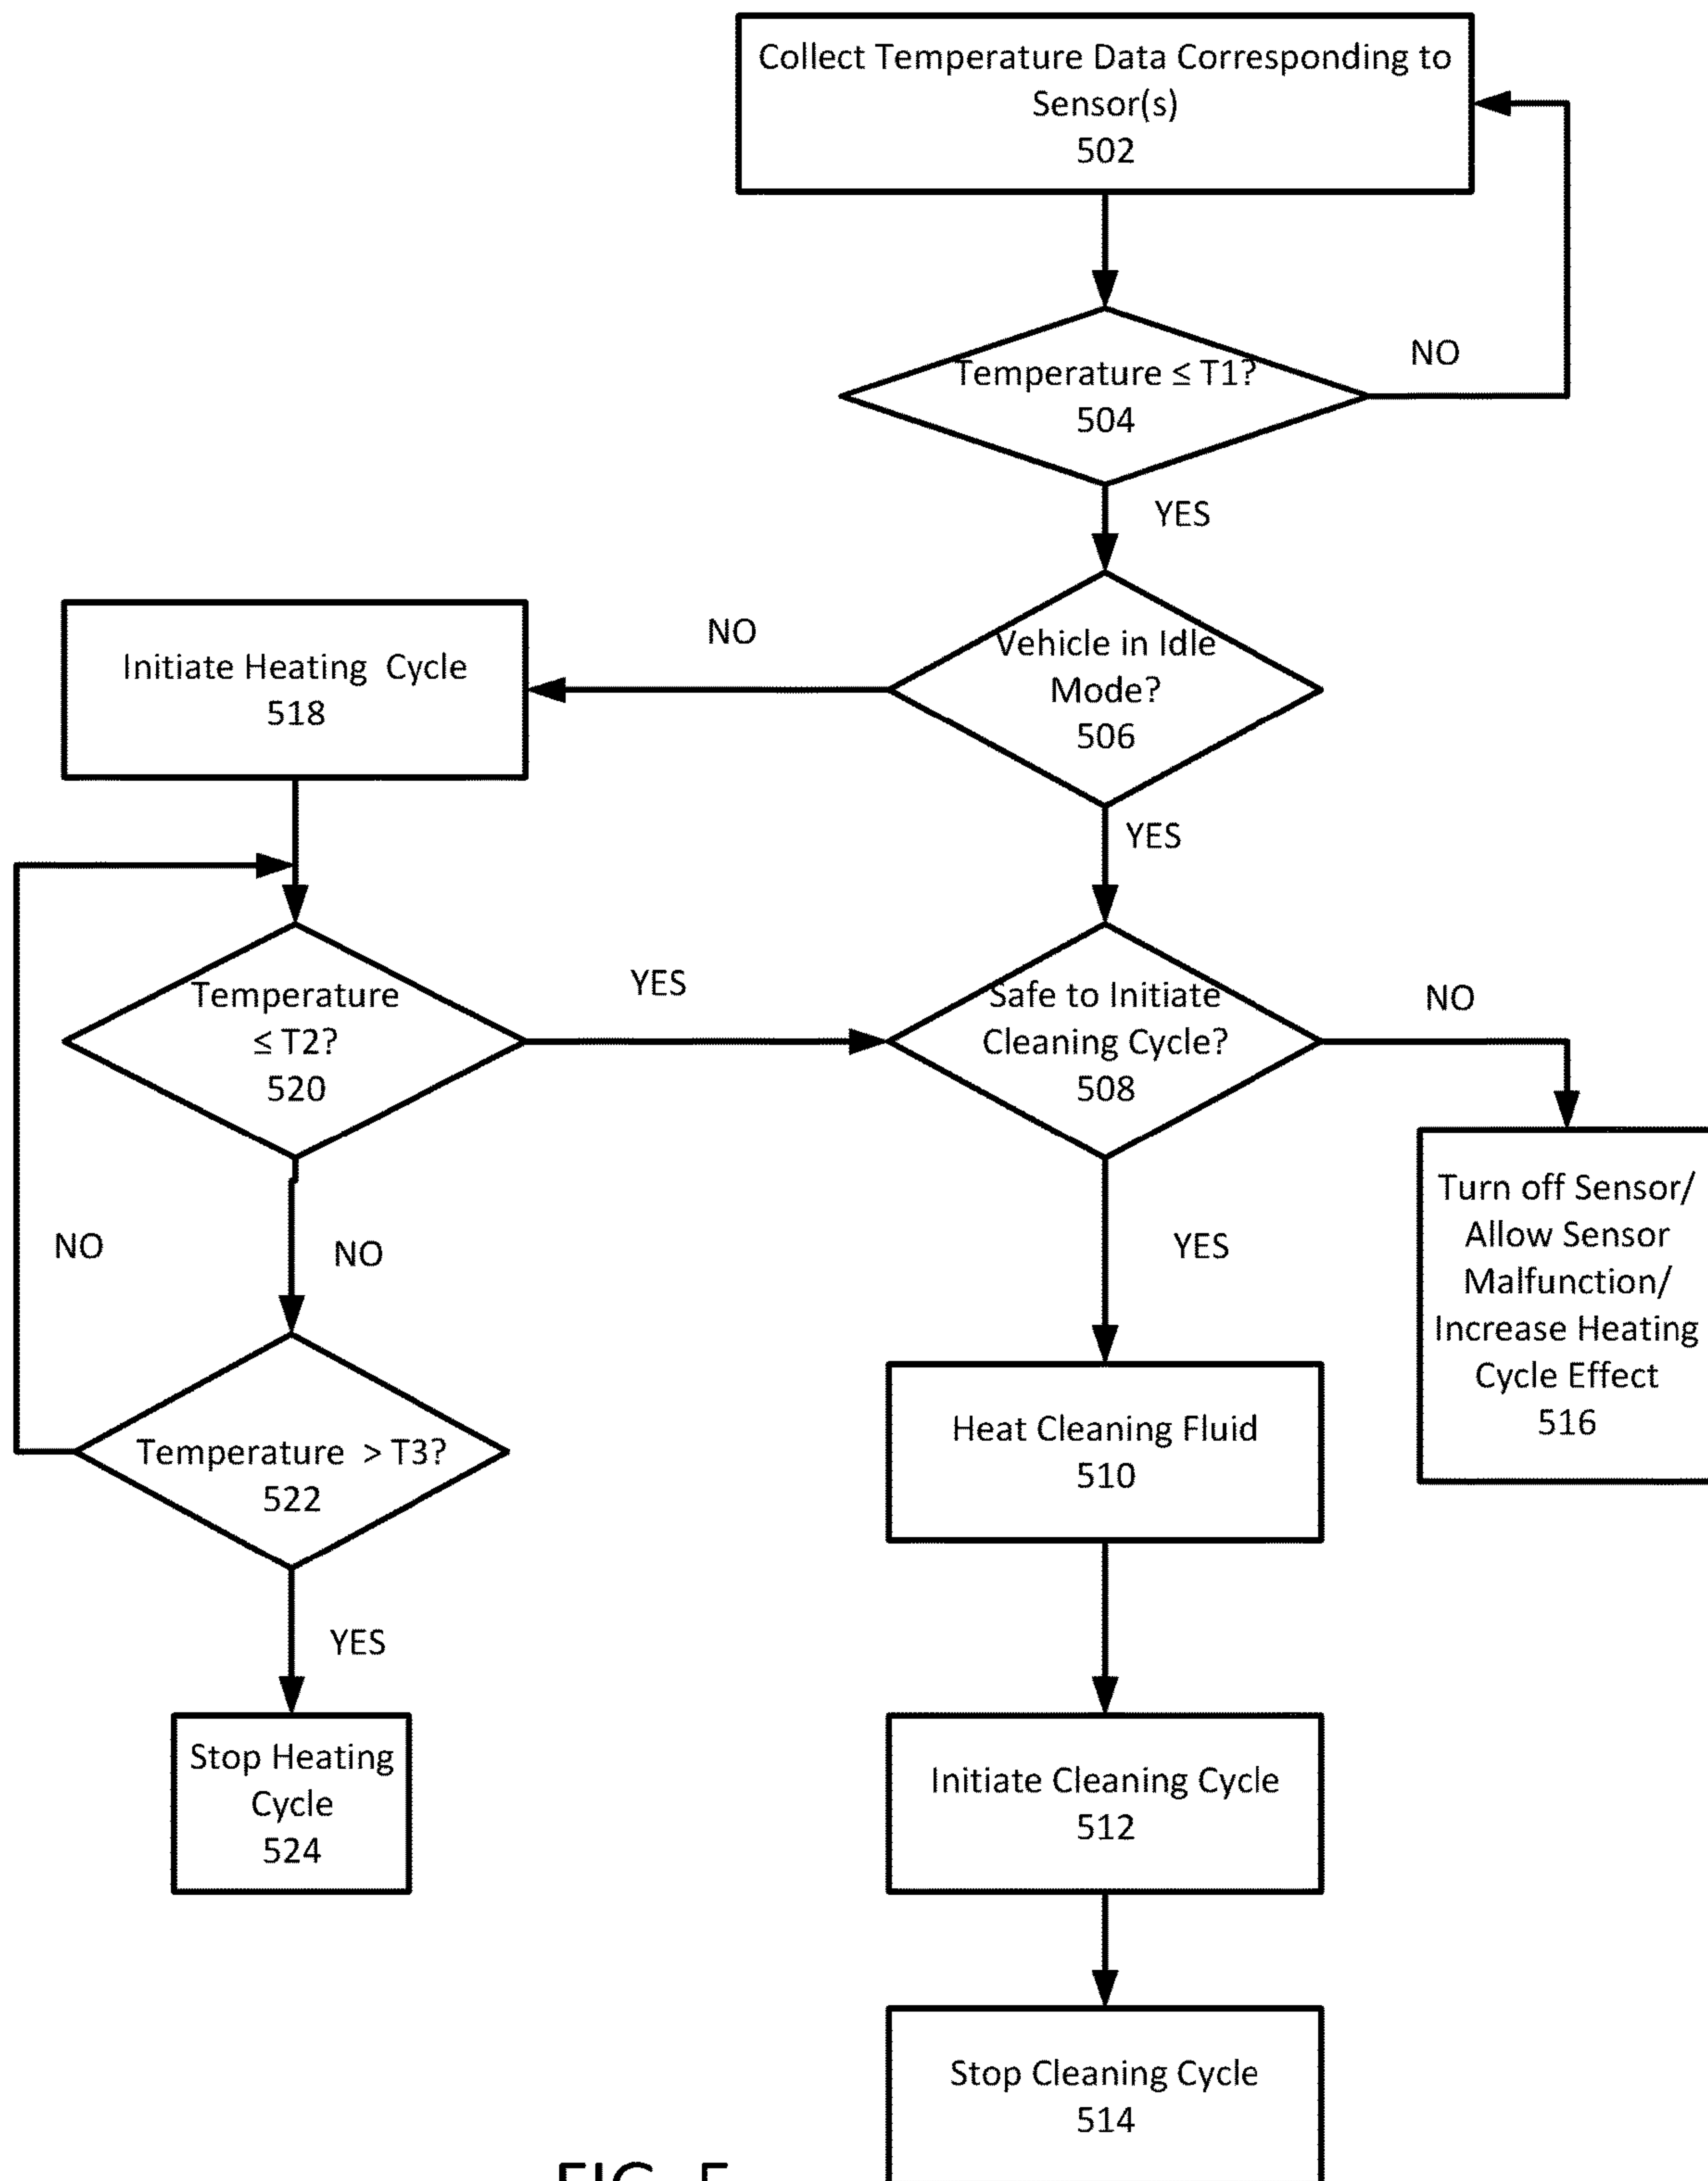 Collect Temperature Data Corresponding to
Sensor(s)
502
Temperature ≤ T1?
504
NO
YES
Vehicle in Idle
Mode?
506
NO
Initiate Heating Cycle
518
YES
Temperature
≤ T2?
520
YES
Safe to Initiate
Cleaning Cycle?
508
NO
Turn off Sensor/
Allow Sensor
Malfunction/
Increase Heating
Cycle Effect
516
NO
NO
YES
Heat Cleaning Fluid
510
Temperature > T3?
522
YES
Stop Heating
Cycle
524
Initiate Cleaning Cycle
512
Stop Cleaning Cycle
514
FIG. 5